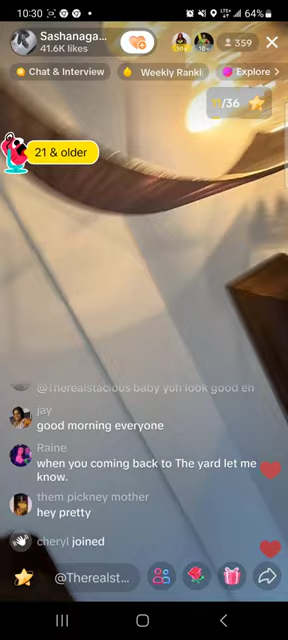 10:30
64%
Sashanaga...
41.6K likes
359
Chat & Interview
Weekly Ranki
Explore
/36
21 & older
@Therealstacious baby yuh look good eh
jay
good morning everyone
Raine
when you coming back to The yard let me
know.
them pickney mother
hey pretty
cheryl joined
@Therealst...